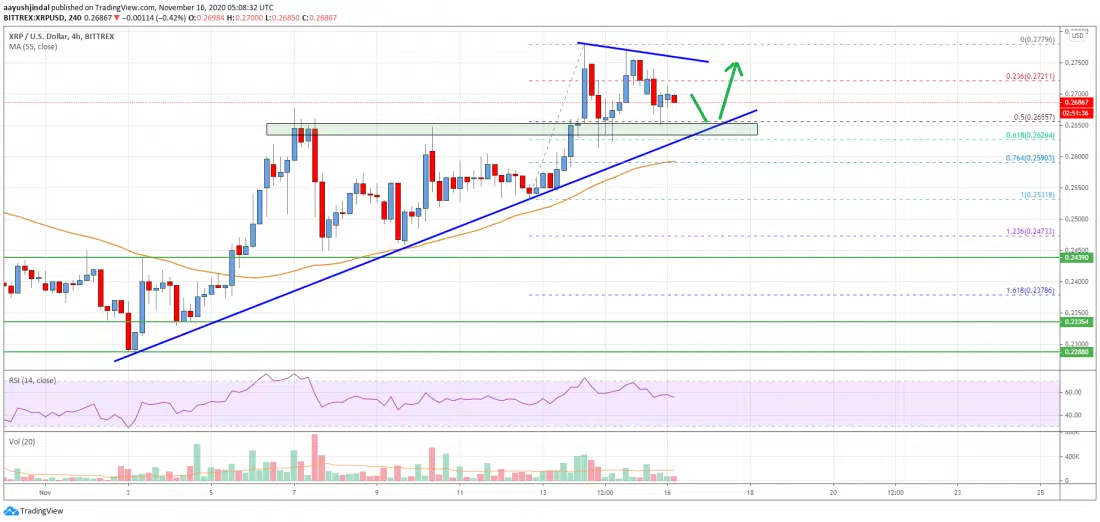 aayushjindal published on TradingView.com, November 16, 2020 05:08:32 UTC
BITTREX:XRPUSD, 240 0.26867 ▼ −0.00114 (−0.42%) O:0.26984 H:0.27000 L:0.26850 C:0.26867
XRP / U.S. Dollar, 4h, BITTREX
MA (55, close)
USD
0(0.27796)
0.27500
0.236(0.27211)
0.27000
0.26867
02:51:36
0.5(0.26557)
0.26500
0.618(0.26264)
0.26000
0.764(0.25903)
0.25500
1(0.25318)
0.25000
1.236(0.24733)
0.24500
0.24390
0.24000
0.23500
1.618(0.23786)
0.23354
0.23000
0.22880
RSI (14, close)
60.00
40.00
Vol (20)
400K
0
Nov 3 5 7 9 11 13 12:00 16 18 20 12:00 23 25
TradingView